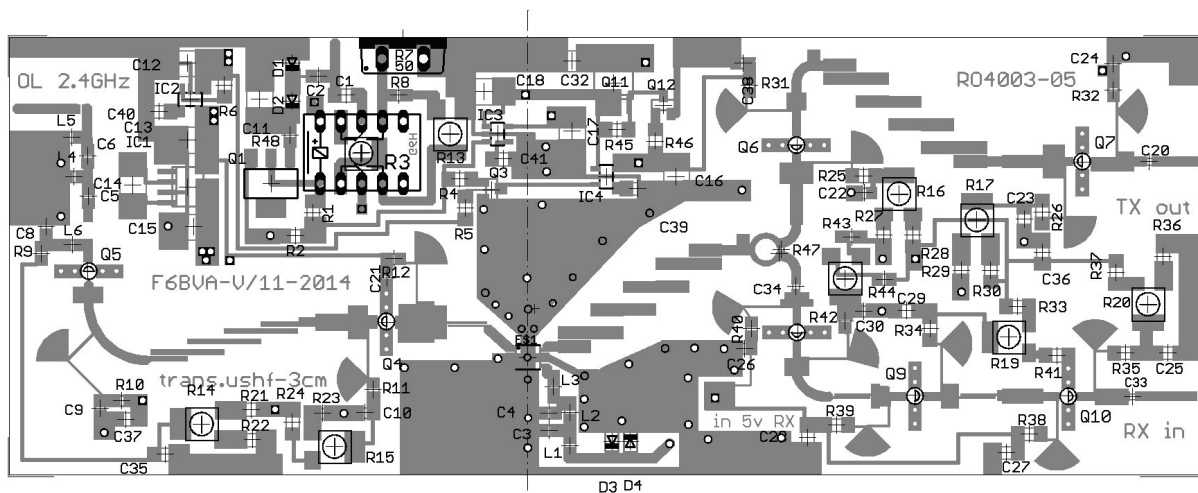 OL 2.4GHz
C12
IC2
C40
C13
IC1
L5
C6
L4
C14
C5
C15
C8
L6
R9
Q5
R6
C11
R48
Q1
D1
D2
C2
C1
R7
50
R8
R3
R1
R2
R13
IC3
C18
C41
Q3
R4
R5
C32
Q11
Q12
C17
R45
R46
IC4
C16
C39
C38
R31
Q6
R47
C34
RO4003-05
C24
R32
Q7
C20
R25
C22
R16
R27
R43
R28
R44
R17
C23
R26
R29
R30
C36
TX out
R36
R37
R20
R33
R42
C30
C29
R34
R19
R41
R35
C25
C33
F6BVA-V/11-2014
C21
R12
Q4
ES1
trans.ushf-3cm
R10
C9
C37
C35
R14
R21
R22
R24
R23
R15
R11
C10
L3
C4
L2
C3
L1
D3 D4
R40
C26
in 5v RX
R39
Q9
R38
C27
Q10
RX in